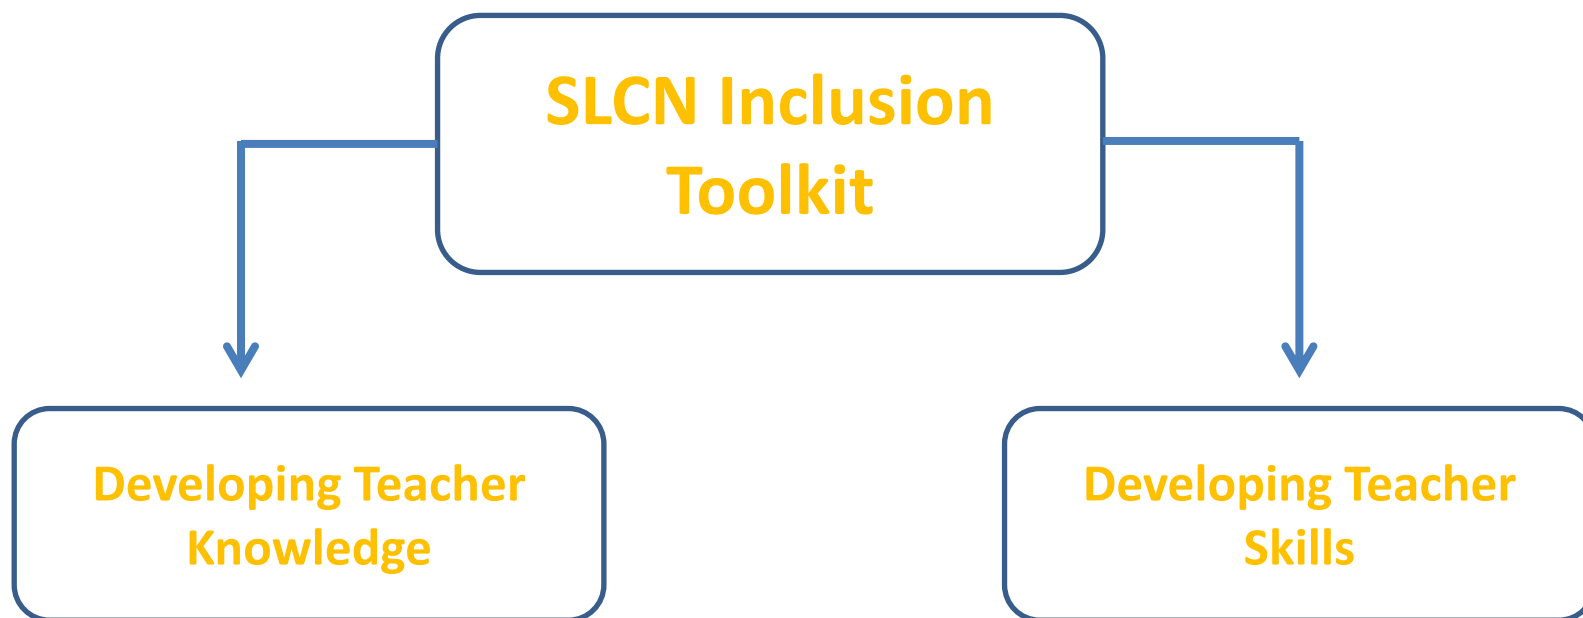 SLCN Inclusion
Toolkit
Developing Teacher
Knowledge
Developing Teacher
Skills